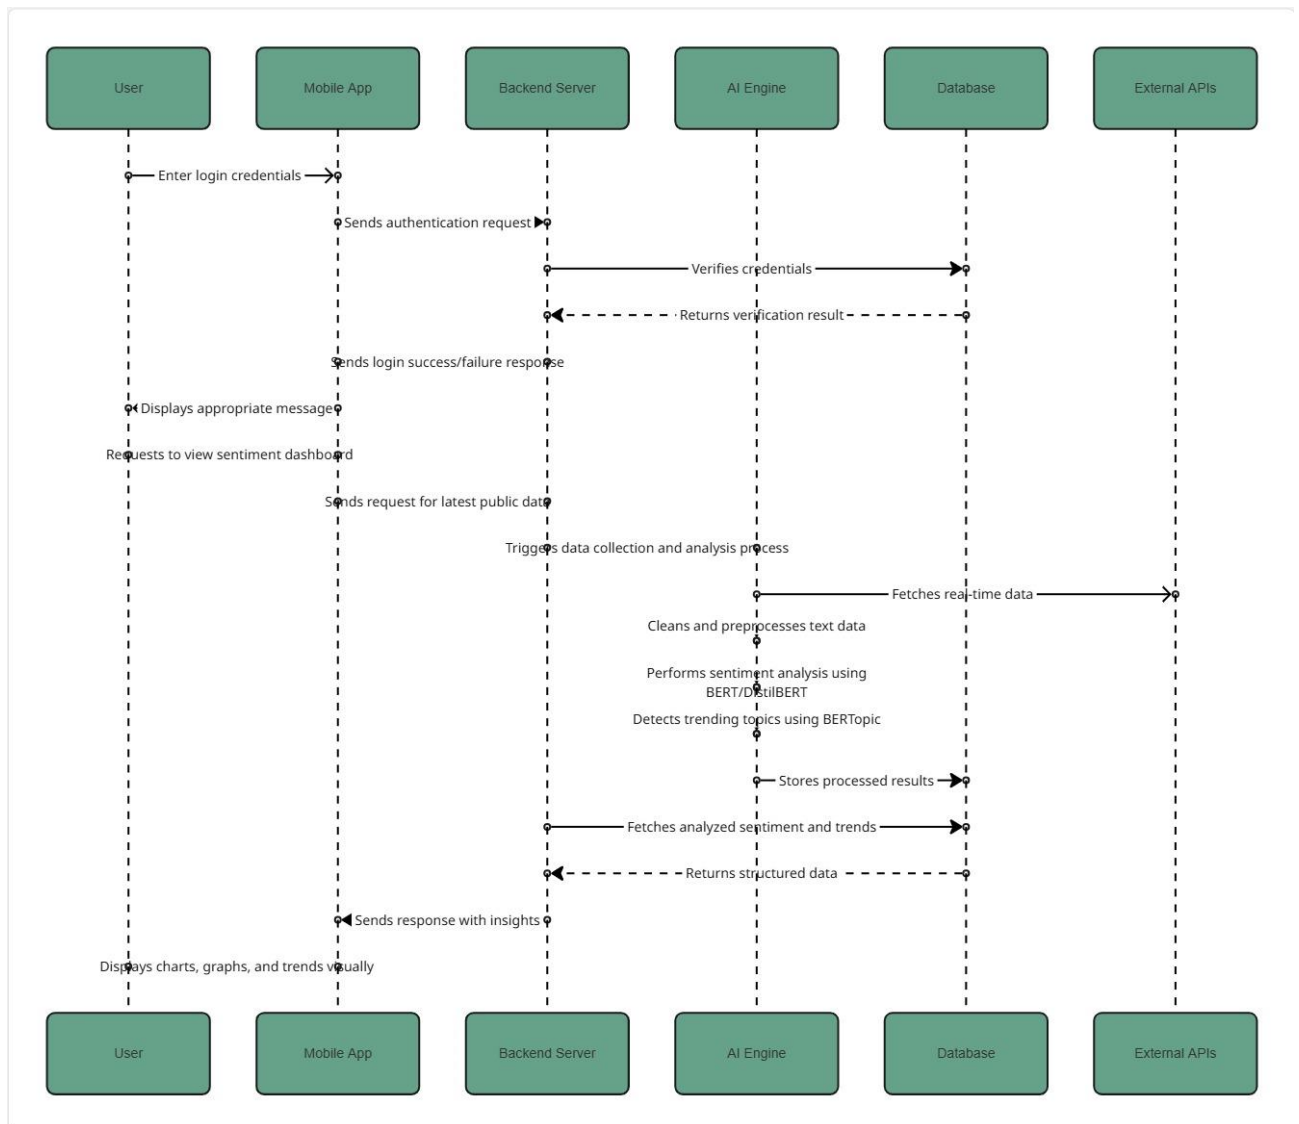 User
Mobile App
Backend Server
AI Engine
Database
External APIs
Enter login credentials
Sends authentication request
Verifies credentials
Returns verification result
Sends login success/failure response
Displays appropriate message
Requests to view sentiment dashboard
Sends request for latest public data
Triggers data collection and analysis process
Fetches real-time data
Cleans and preprocesses text data
Performs sentiment analysis using
BERT/DistilBERT
Detects trending topics using BERTopic
Stores processed results
Fetches analyzed sentiment and trends
Returns structured data
Sends response with insights
Displays charts, graphs, and trends visually
User
Mobile App
Backend Server
AI Engine
Database
External APIs